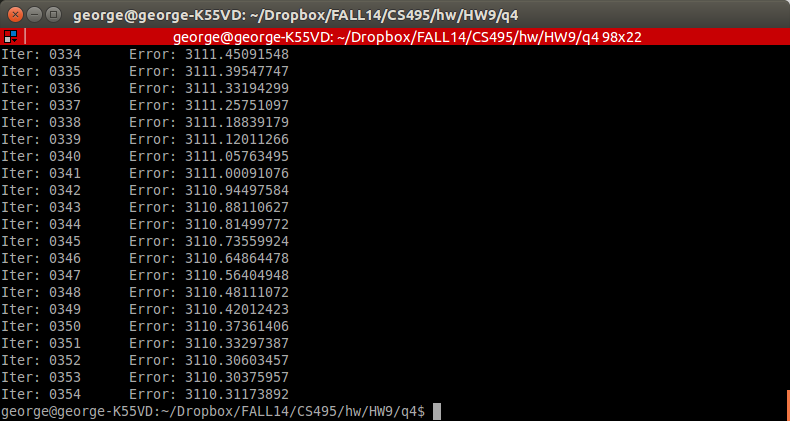 george@george-K55VD: ~/Dropbox/FALL14/CS495/hw/HW9/q4
george@george-K55VD: ~/Dropbox/FALL14/CS495/hw/HW9/q4 98x22
Iter: 0334 Error: 3111.45091548
Iter: 0335 Error: 3111.39547747
Iter: 0336 Error: 3111.33194299
Iter: 0337 Error: 3111.25751097
Iter: 0338 Error: 3111.18839179
Iter: 0339 Error: 3111.12011266
Iter: 0340 Error: 3111.05763495
Iter: 0341 Error: 3111.00091076
Iter: 0342 Error: 3110.94497584
Iter: 0343 Error: 3110.88110627
Iter: 0344 Error: 3110.81499772
Iter: 0345 Error: 3110.73559924
Iter: 0346 Error: 3110.64864478
Iter: 0347 Error: 3110.56404948
Iter: 0348 Error: 3110.48111072
Iter: 0349 Error: 3110.42012423
Iter: 0350 Error: 3110.37361406
Iter: 0351 Error: 3110.33297387
Iter: 0352 Error: 3110.30603457
Iter: 0353 Error: 3110.30375957
Iter: 0354 Error: 3110.31173892
george@george-K55VD:~/Dropbox/FALL14/CS495/hw/HW9/q4$